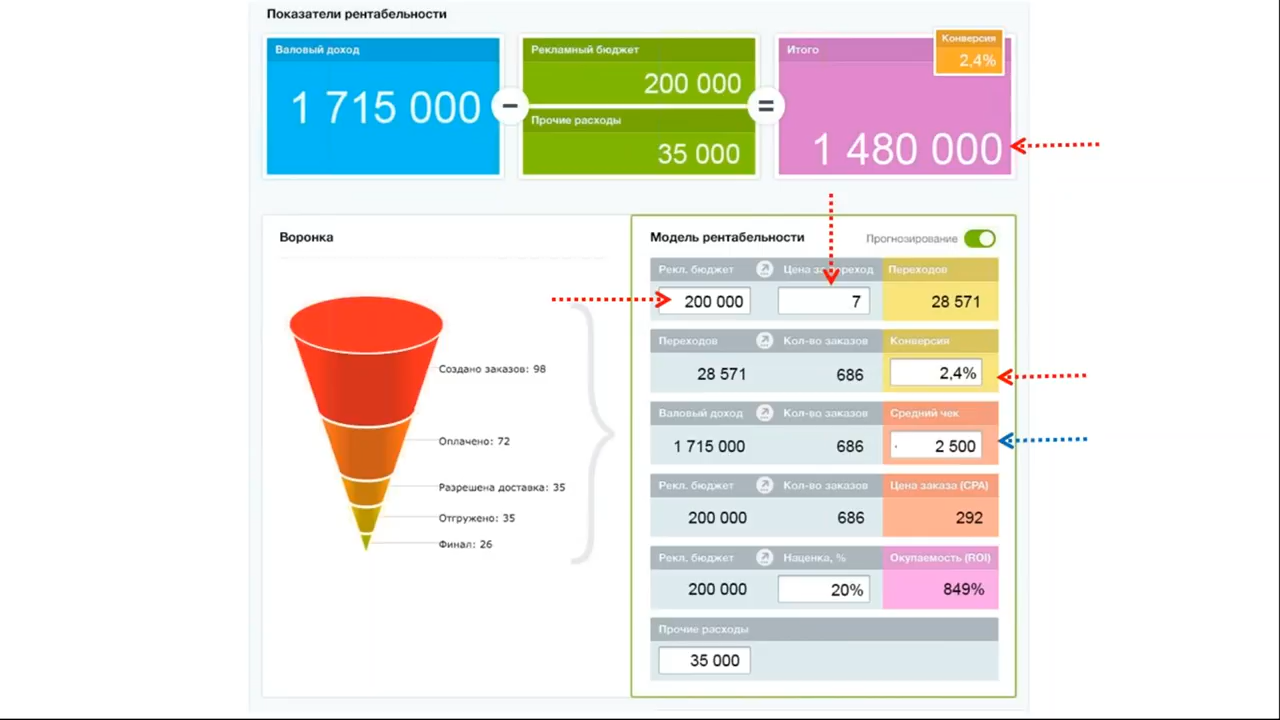 Показатели рентабельности
Валовый доход
1 715 000
−
Рекламный бюджет
200 000
Прочие расходы
35 000
=
Итого
Конверсия
2,4%
1 480 000
Воронка
Создано заказов: 98
Оплачено: 72
Разрешена доставка: 35
Отгружено: 35
Финал: 26
Модель рентабельности
Прогнозирование
Рекл. бюджет Цена за переход Переходов
200 000 7 28 571
Переходов Кол-во заказов Конверсия
28 571 686 2,4%
Валовый доход Кол-во заказов Средний чек
1 715 000 686 2 500
Рекл. бюджет Кол-во заказов Цена заказа (CPA)
200 000 686 292
Рекл. бюджет Наценка, % Окупаемость (ROI)
200 000 20% 849%
Прочие расходы
35 000